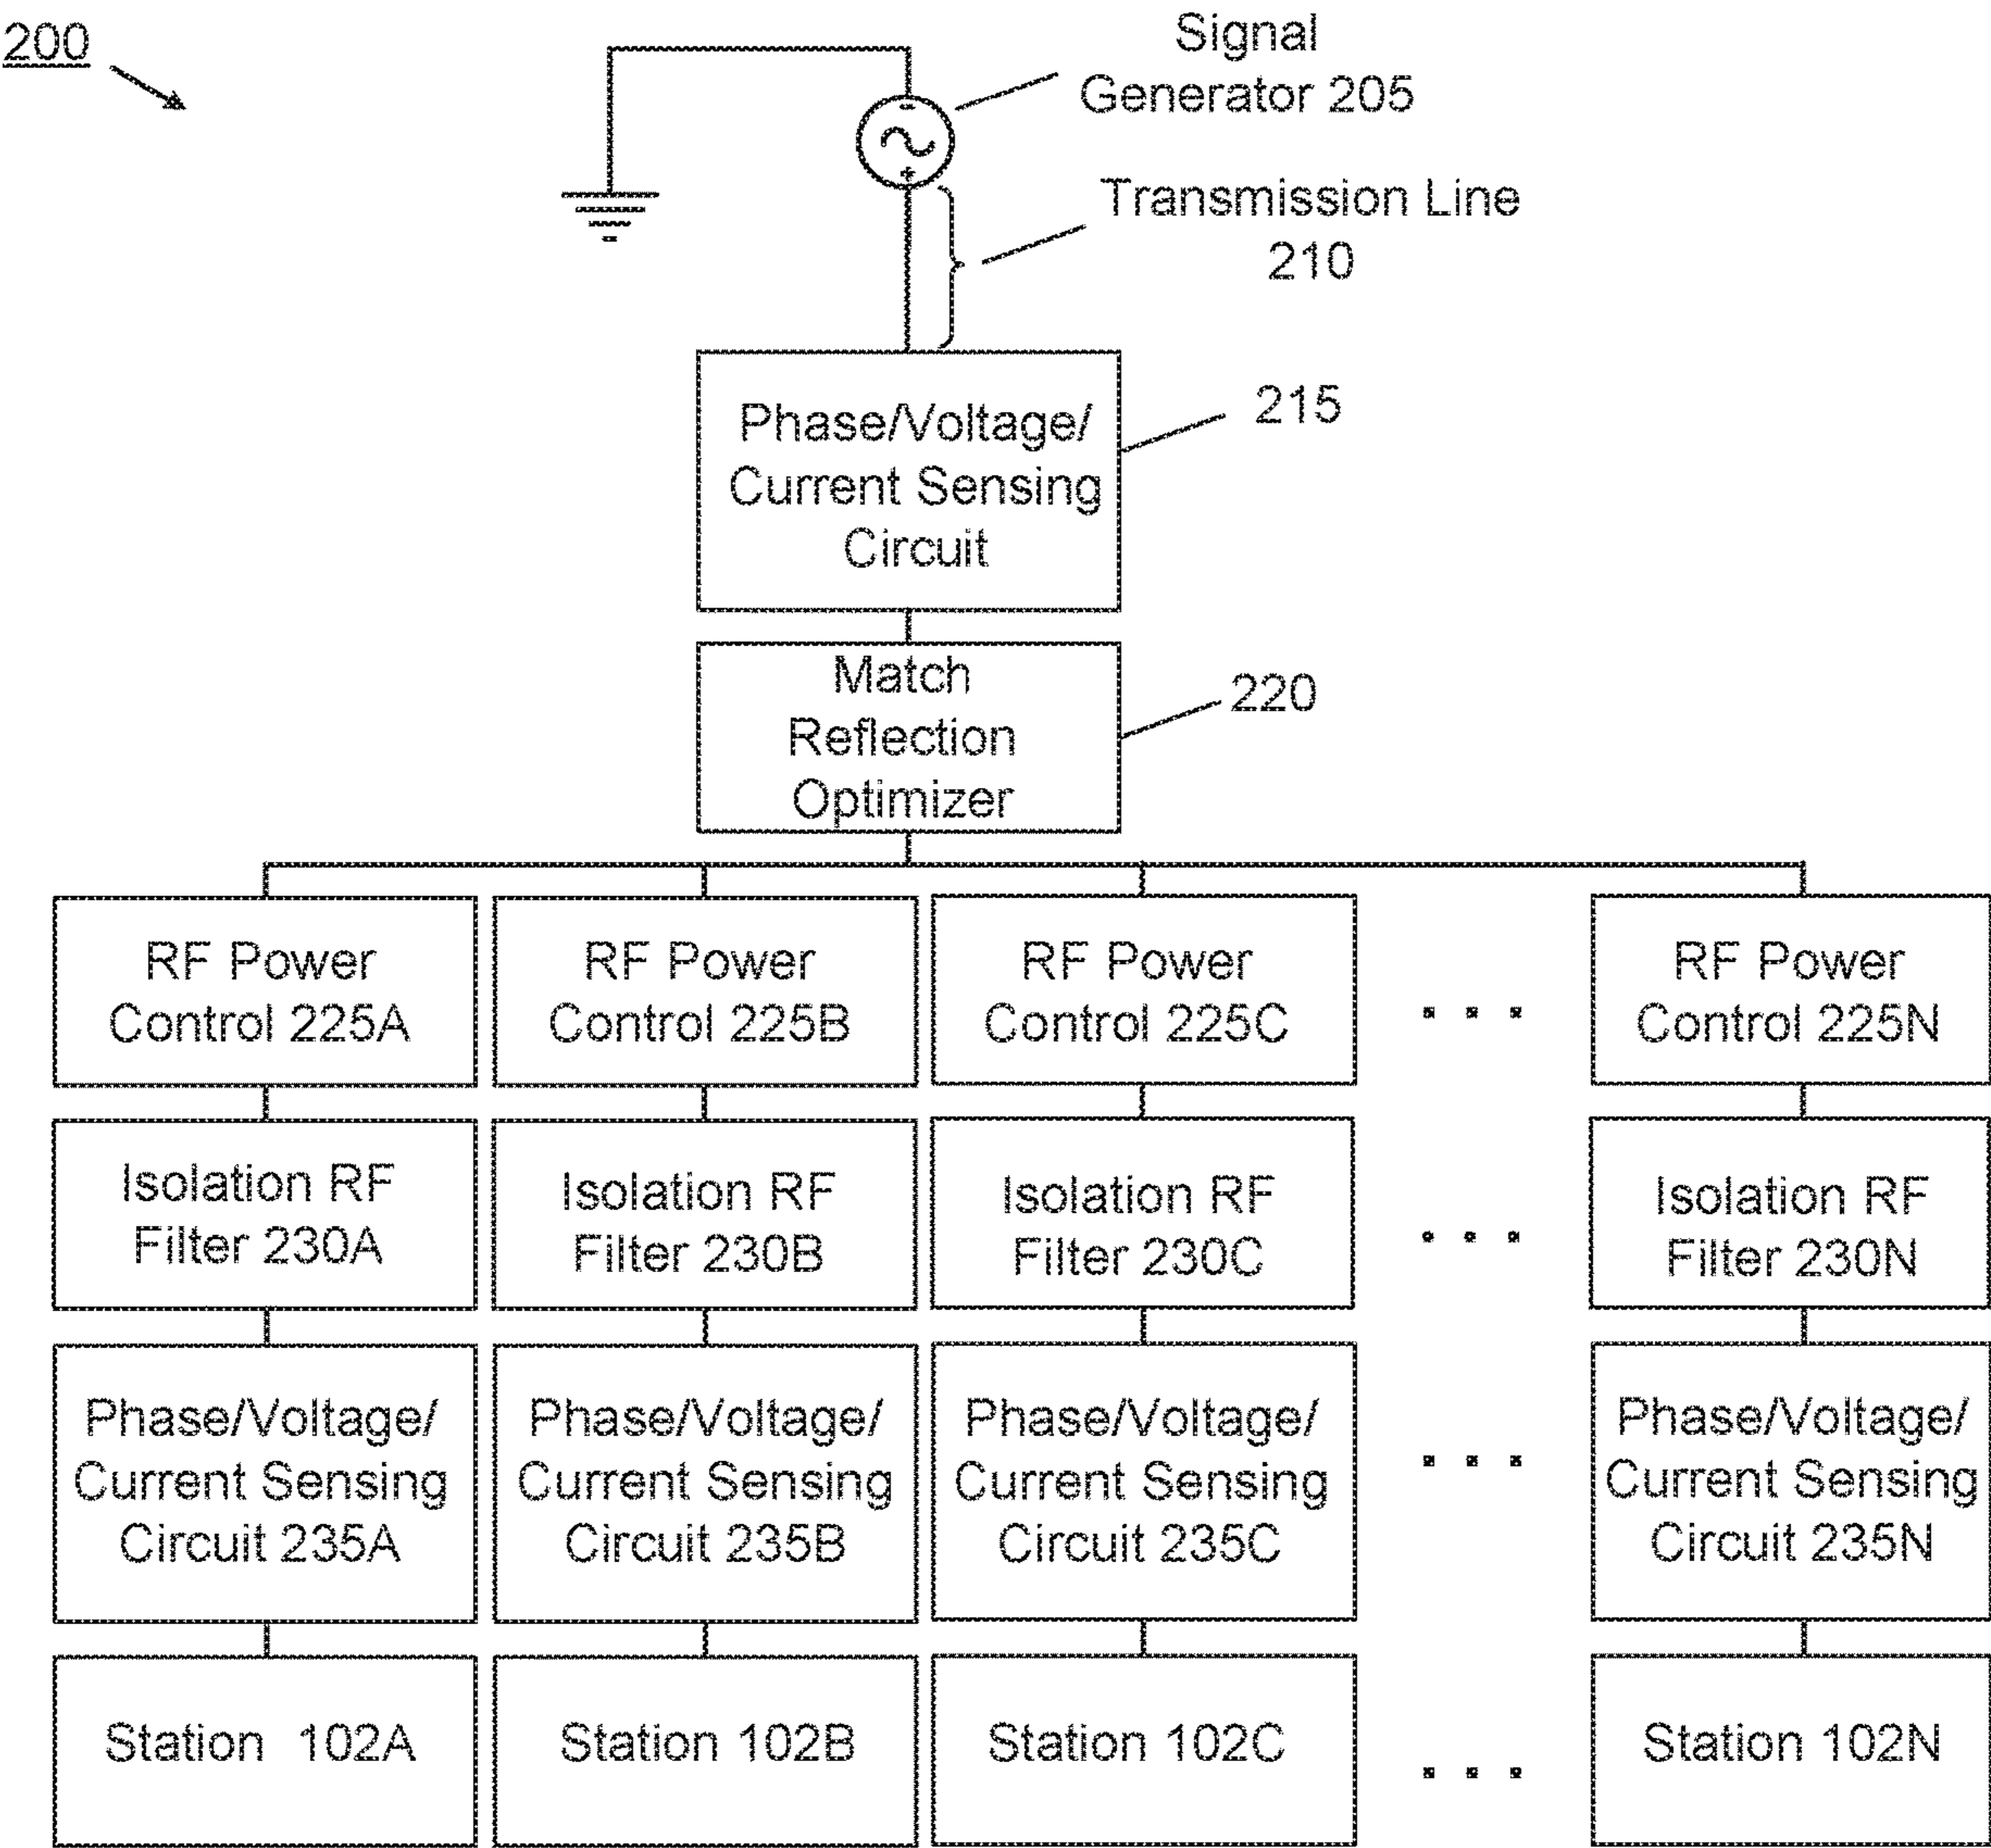 200
Signal
Generator 205
Transmission Line
210
Phase/Voltage/
Current Sensing
Circuit
215
Match
Reflection
Optimizer
220
RF Power
Control 225A
RF Power
Control 225B
RF Power
Control 225C
. . .
RF Power
Control 225N
Isolation RF
Filter 230A
Isolation RF
Filter 230B
Isolation RF
Filter 230C
. . .
Isolation RF
Filter 230N
Phase/Voltage/
Current Sensing
Circuit 235A
Phase/Voltage/
Current Sensing
Circuit 235B
Phase/Voltage/
Current Sensing
Circuit 235C
. . .
Phase/Voltage/
Current Sensing
Circuit 235N
Station 102A
Station 102B
Station 102C
. . .
Station 102N